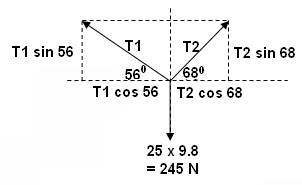 T1 T2
T1 sin 56 T2 sin 68
56⁰ 68⁰
T1 cos 56 T2 cos 68
25 x 9.8
= 245 N